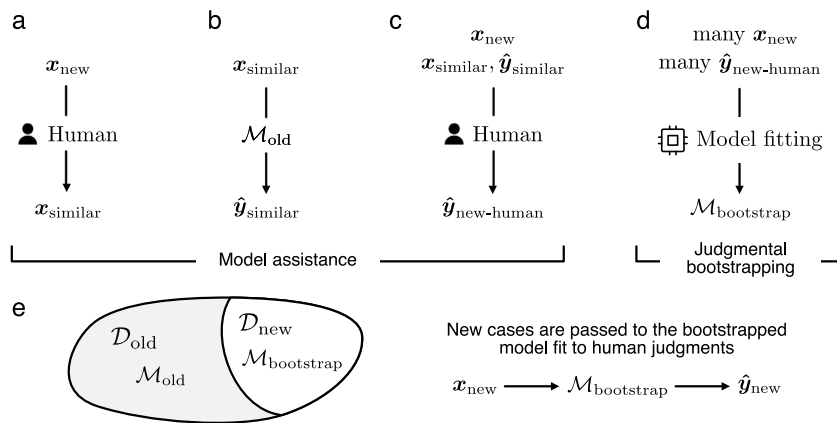 a
x_new
Human
x_similar
b
x_similar
M_old
ŷ_similar
c
x_new
x_similar, ŷ_similar
Human
ŷ_new-human
d
many x_new
many ŷ_new-human
Model fitting
M_bootstrap
Model assistance
Judgmental
bootstrapping
e
D_old
M_old
D_new
M_bootstrap
New cases are passed to the bootstrapped
model fit to human judgments
x_new M_bootstrap ŷ_new